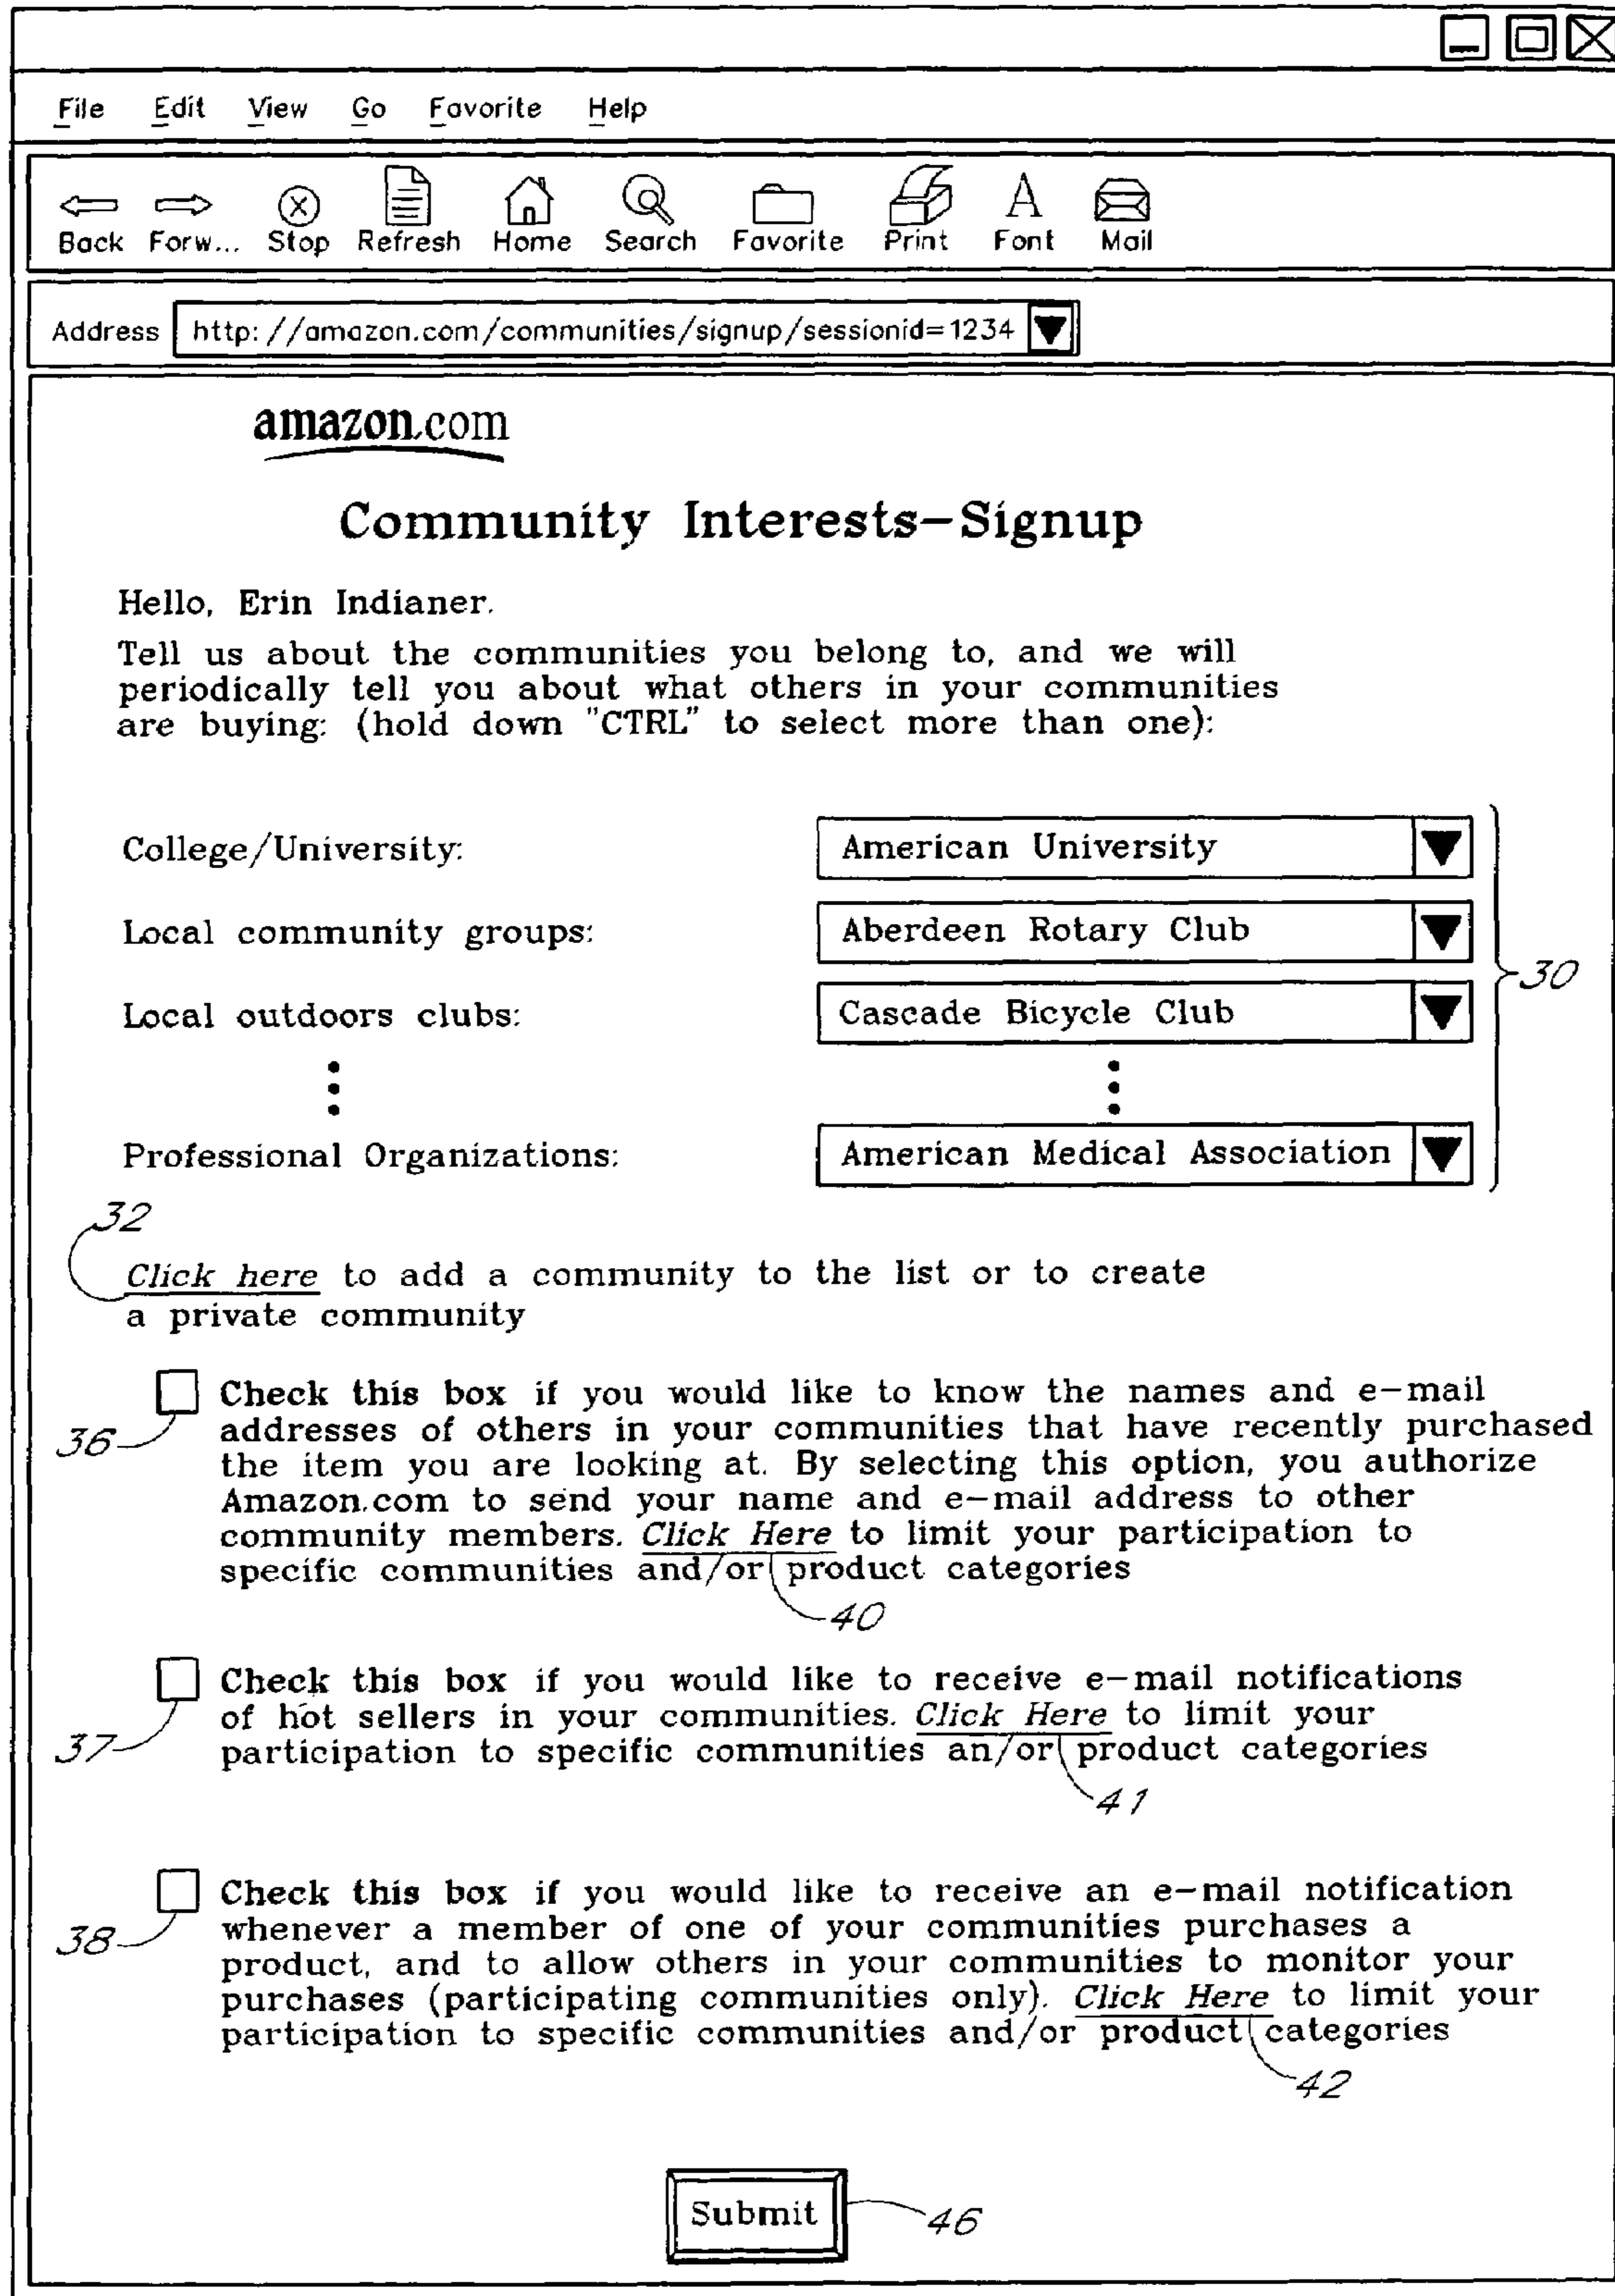 File Edit View Go Favorite Help
Back Forw... Stop Refresh Home Search Favorite Print Font Mail
Address http://amazon.com/communities/signup/sessionid=1234
amazon.com
Community Interests-Signup
Hello, Erin Indianer.
Tell us about the communities you belong to, and we will
periodically tell you about what others in your communities
are buying: (hold down "CTRL" to select more than one):
College/University: American University
Local community groups: Aberdeen Rotary Club
30
Local outdoors clubs: Cascade Bicycle Club
Professional Organizations: American Medical Association
32
Click here to add a community to the list or to create
a private community
Check this box if you would like to know the names and e-mail
36 addresses of others in your communities that have recently purchased
the item you are looking at. By selecting this option, you authorize
Amazon.com to send your name and e-mail address to other
community members. Click Here to limit your participation to
specific communities and/or product categories
40
Check this box if you would like to receive e-mail notifications
of hot sellers in your communities. Click Here to limit your
37 participation to specific communities an/or product categories
41
Check this box if you would like to receive an e-mail notification
38 whenever a member of one of your communities purchases a
product, and to allow others in your communities to monitor your
purchases (participating communities only). Click Here to limit your
participation to specific communities and/or product categories
42
Submit 46